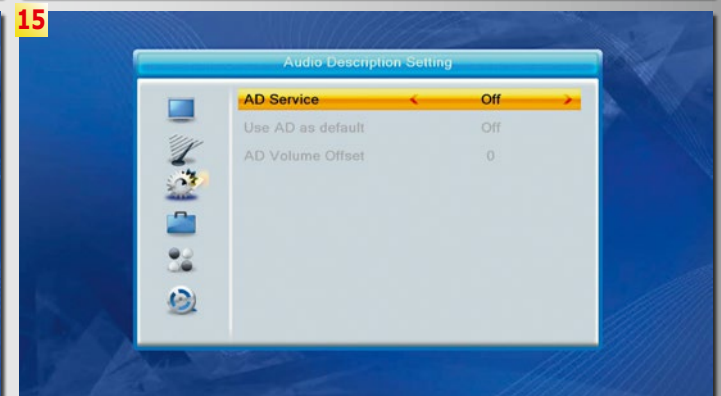 15
Audio Description Setting
AD Service < Off >
Use AD as default Off
AD Volume Offset 0